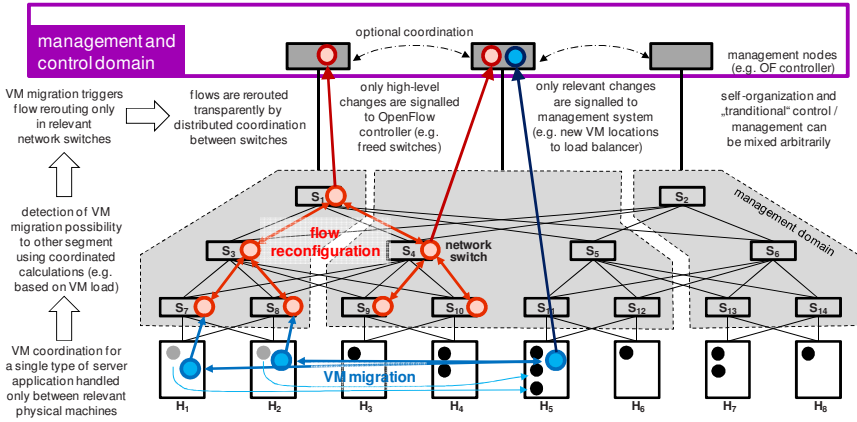 management and
control domain
optional coordination
management nodes
(e.g. OF controller)
VM migration triggers
flow rerouting only
in relevant
network switches
flows are rerouted
transparently by
distributed coordination
between switches
only high-level
changes are signalled
to OpenFlow
controller (e.g.
freed switches)
only relevant changes
are signalled to
management system
(e.g. new VM locations
to load balancer)
self-organization and
„tranditional“ control /
management can
be mixed arbitrarily
detection of VM
migration possibility
to other segment
using coordinated
calculations (e.g.
based on VM load)
S1
S2
management domain
flow
reconfiguration
network
switch
S3
S4
S5
S6
S7
S8
S9
S10
S11
S12
S13
S14
VM coordination for
a single type of server
application handled
only between relevant
physical machines
VM migration
H1
H2
H3
H4
H5
H6
H7
H8